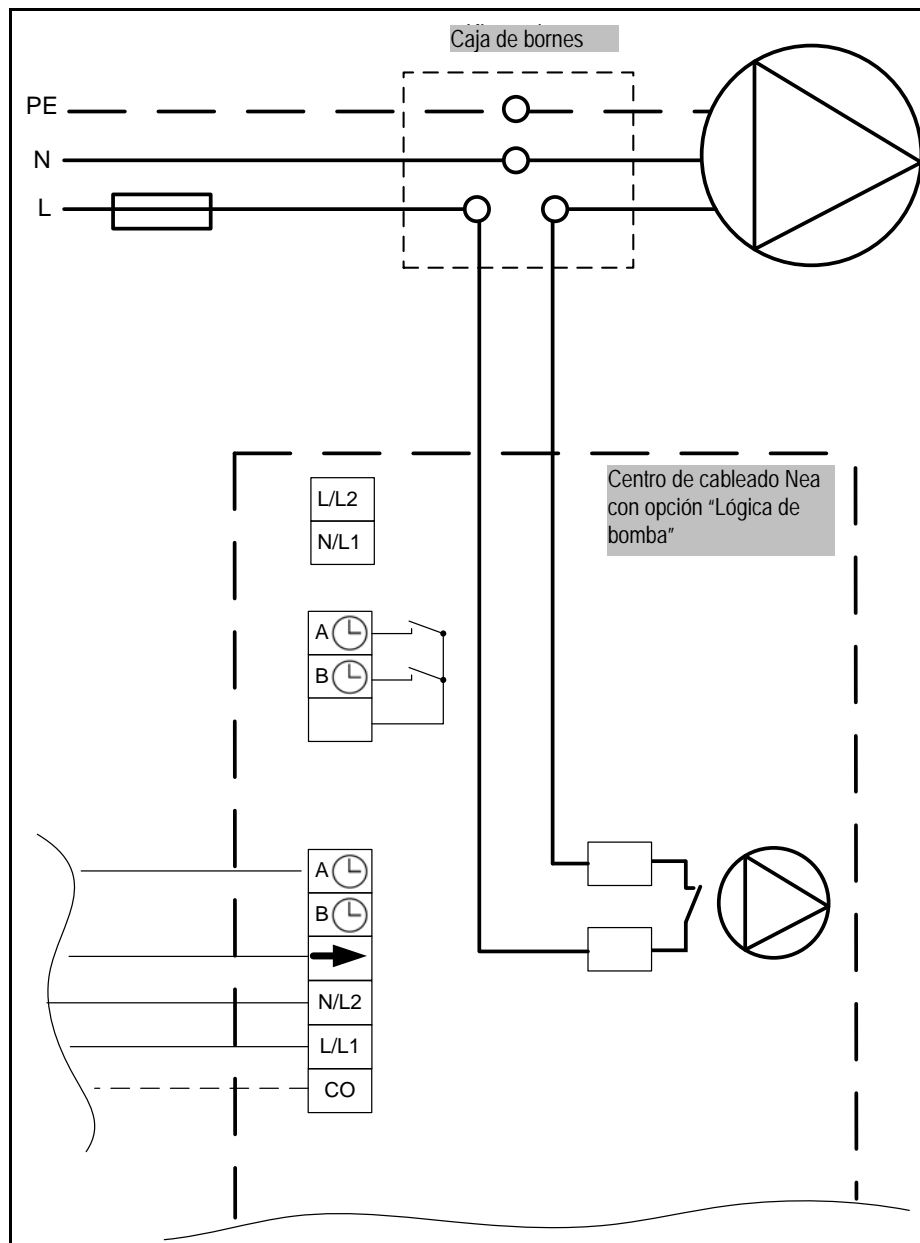 Caja de bornes
PE
N
L
Centro de cableado Nea
con opción “Lógica de
bomba”
L/L2
N/L1
A
B
A
B
N/L2
L/L1
CO